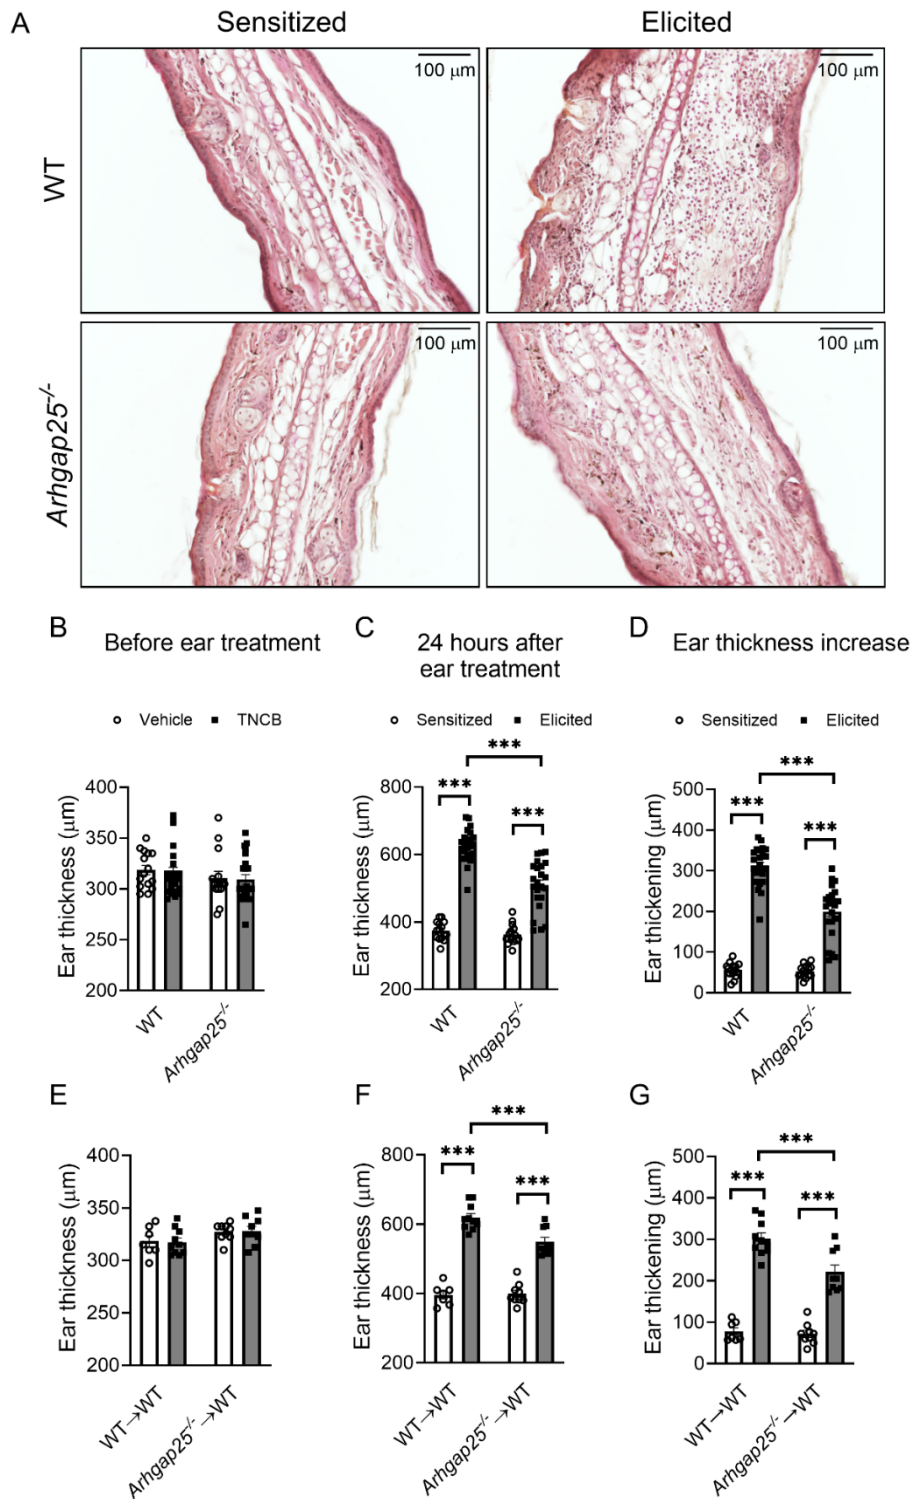 A
Sensitized
Elicited
WT
100 μm
100 μm
Arhgap25-/-
100 μm
100 μm
B
Before ear treatment
Vehicle
TNCB
Ear thickness (μm)
400
350
300
250
200
WT
Arhgap25-/-
C
24 hours after
ear treatment
Sensitized
Elicited
***
***
***
Ear thickness (μm)
800
600
400
200
WT
Arhgap25-/-
D
Ear thickness increase
Sensitized
Elicited
***
***
***
Ear thickening (μm)
500
400
300
200
100
0
WT
Arhgap25-/-
E
Ear thickness (μm)
400
350
300
250
200
WT→WT
Arhgap25-/-→WT
F
***
***
***
Ear thickness (μm)
800
600
400
200
WT→WT
Arhgap25-/-→WT
G
***
***
***
Ear thickening (μm)
500
400
300
200
100
0
WT→WT
Arhgap25-/-→WT